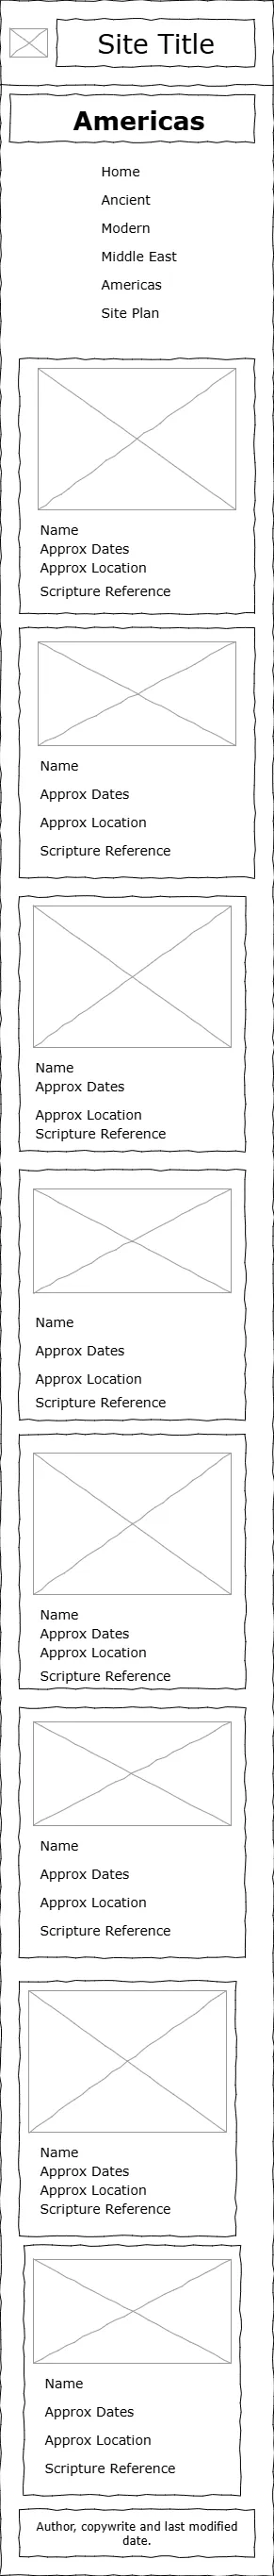 Site Title
Americas
Home
Ancient
Modern
Middle East
Americas
Site Plan
Name
Approx Dates
Approx Location
Scripture Reference
Name
Approx Dates
Approx Location
Scripture Reference
Name
Approx Dates
Approx Location
Scripture Reference
Name
Approx Dates
Approx Location
Scripture Reference
Name
Approx Dates
Approx Location
Scripture Reference
Name
Approx Dates
Approx Location
Scripture Reference
Name
Approx Dates
Approx Location
Scripture Reference
Name
Approx Dates
Approx Location
Scripture Reference
Author, copywrite and last modified
date.